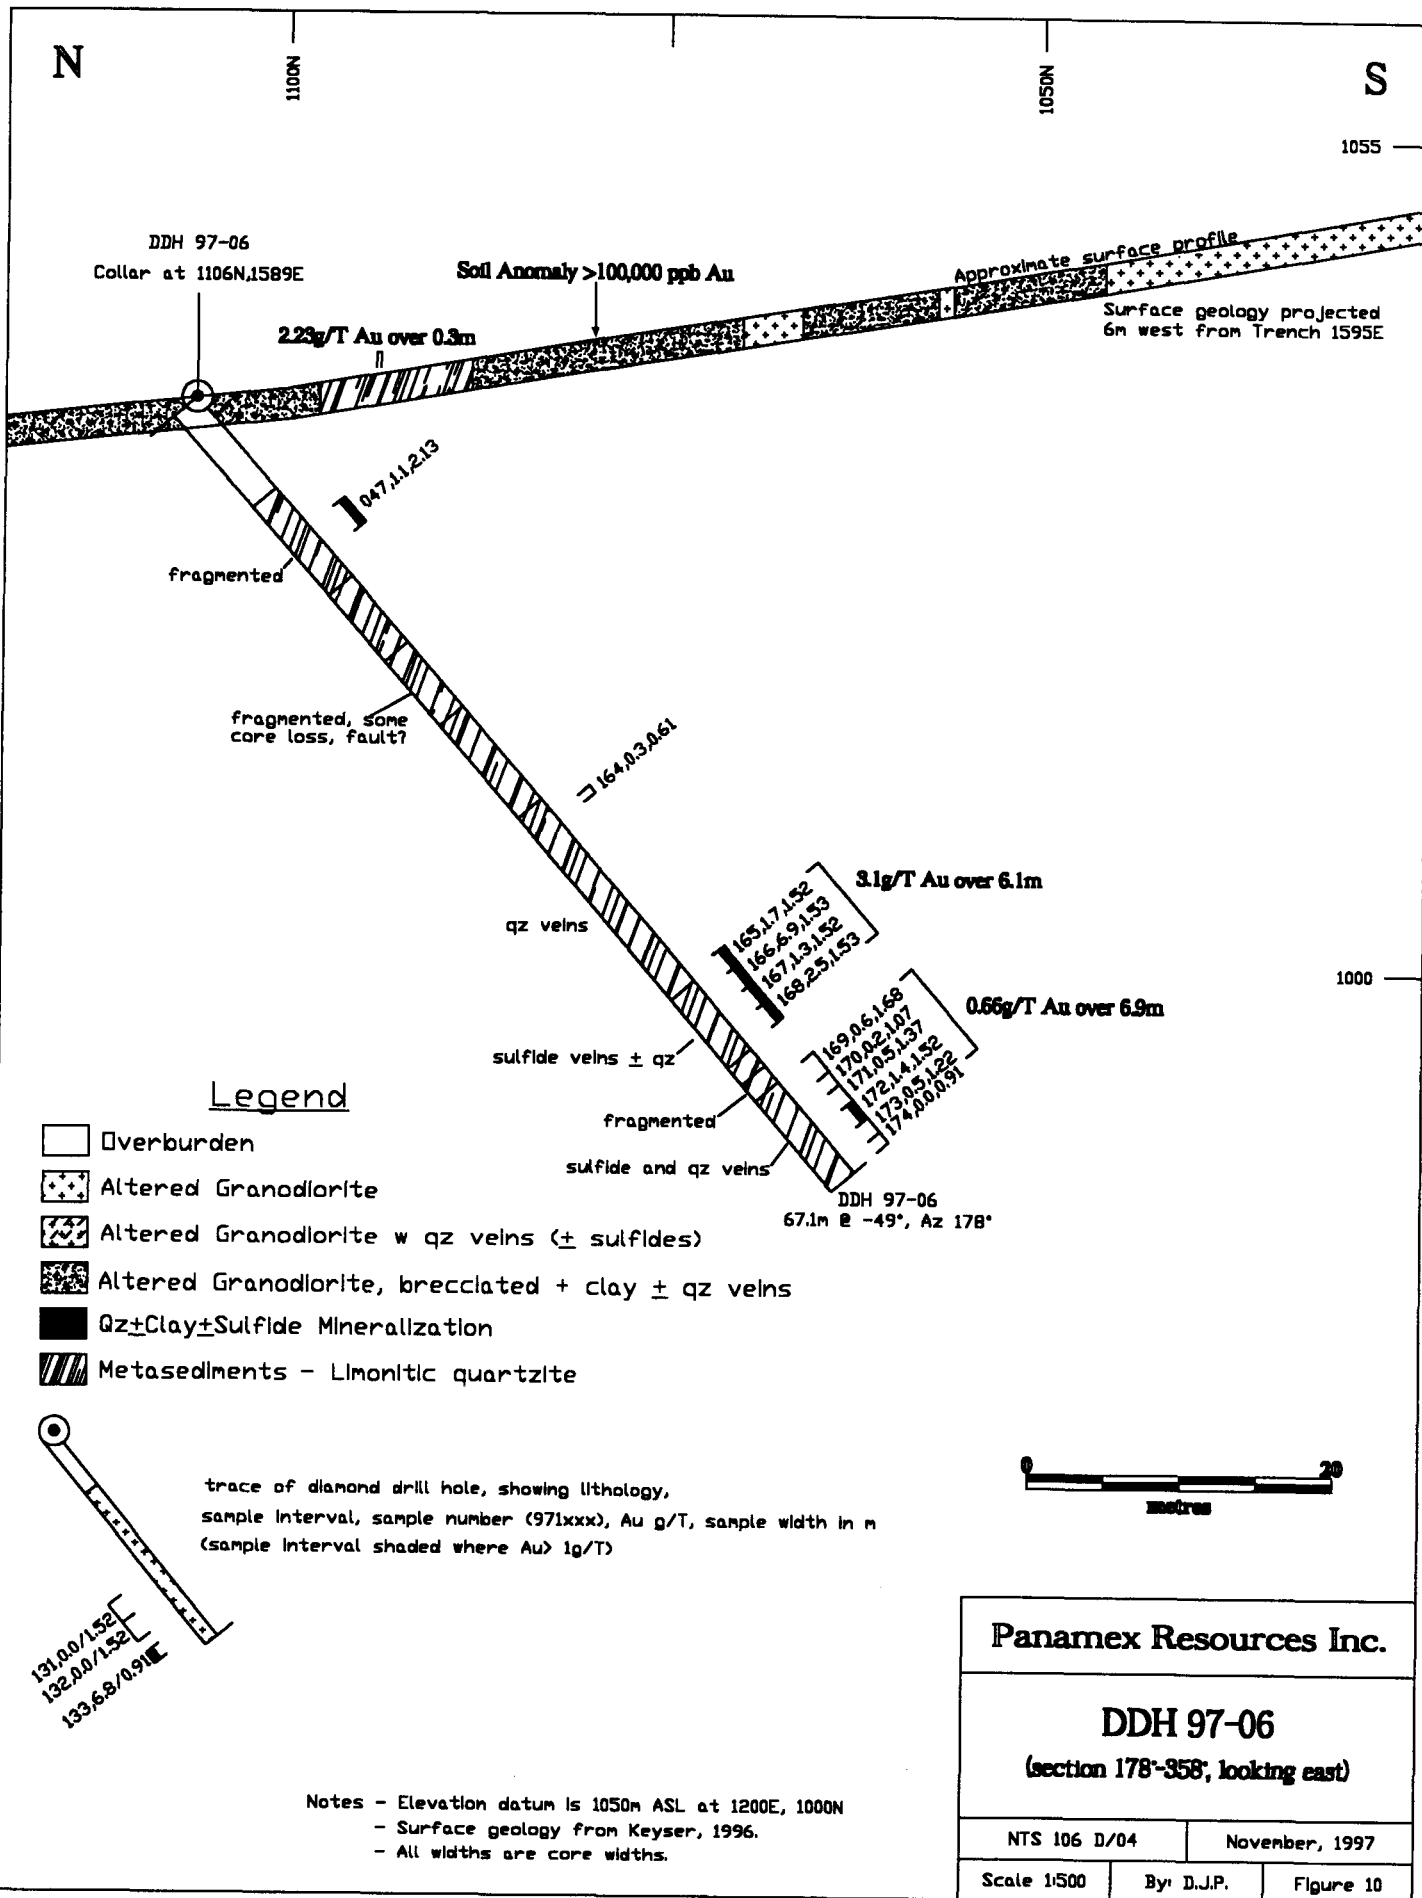 N
1100N
1050N
S
1055
DDH 97-06
Collar at 1106N,1589E
Soil Anomaly >100,000 ppb Au
Approximate surface profile
2.23g/T Au over 0.3m
Surface geology projected
6m west from Trench 1595E
047,1.1,2.13
fragmented
fragmented, some
core loss, fault?
164,0.3,0.61
qz veins
3.1g/T Au over 6.1m
165,1.7,1.52
166,6.9,1.53
167,1.3,1.52
168,2.5,1.53
1000
0.66g/T Au over 6.9m
169,0.6,1.68
170,0.2,1.07
171,0.5,1.37
172,1.4,1.52
173,0.5,1.22
174,0.0,0.91
sulfide veins ± qz
fragmented
sulfide and qz veins
DDH 97-06
67.1m @ -49°, Az 178°
Legend
Overburden
Altered Granodiorite
Altered Granodiorite w qz veins (± sulfides)
Altered Granodiorite, brecciated + clay ± qz veins
Qz±Clay±Sulfide Mineralization
Metasediments - Limonitic quartzite
trace of diamond drill hole, showing lithology,
sample interval, sample number (971xxx), Au g/T, sample width in m
(sample interval shaded where Au> 1g/T)
131,0.0/1.52
132,0.0/1.52
133,6.8/0.91
0 20
metres
Notes - Elevation datum is 1050m ASL at 1200E, 1000N
- Surface geology from Keyser, 1996.
- All widths are core widths.
Panamex Resources Inc.
DDH 97-06
(section 178°-358°, looking east)
NTS 106 D/04 November, 1997
Scale 1:500 By: D.J.P. Figure 10